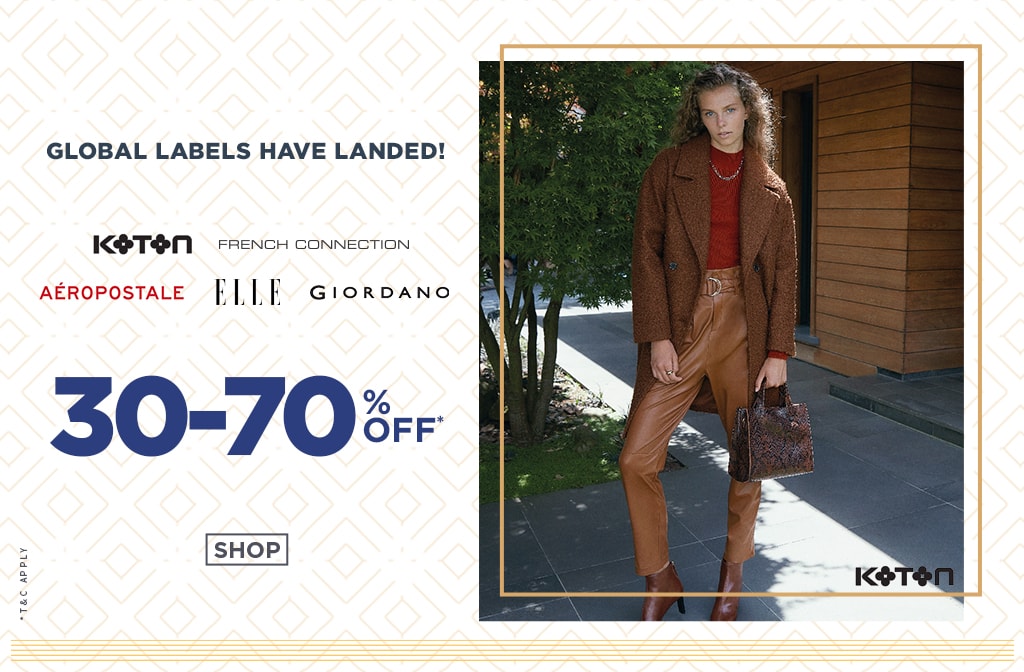 GLOBAL LABELS HAVE LANDED!
KOTON FRENCH CONNECTION
AÉROPOSTALE ELLE GIORDANO
30-70% OFF*
SHOP
*T&C APPLY
KOTON